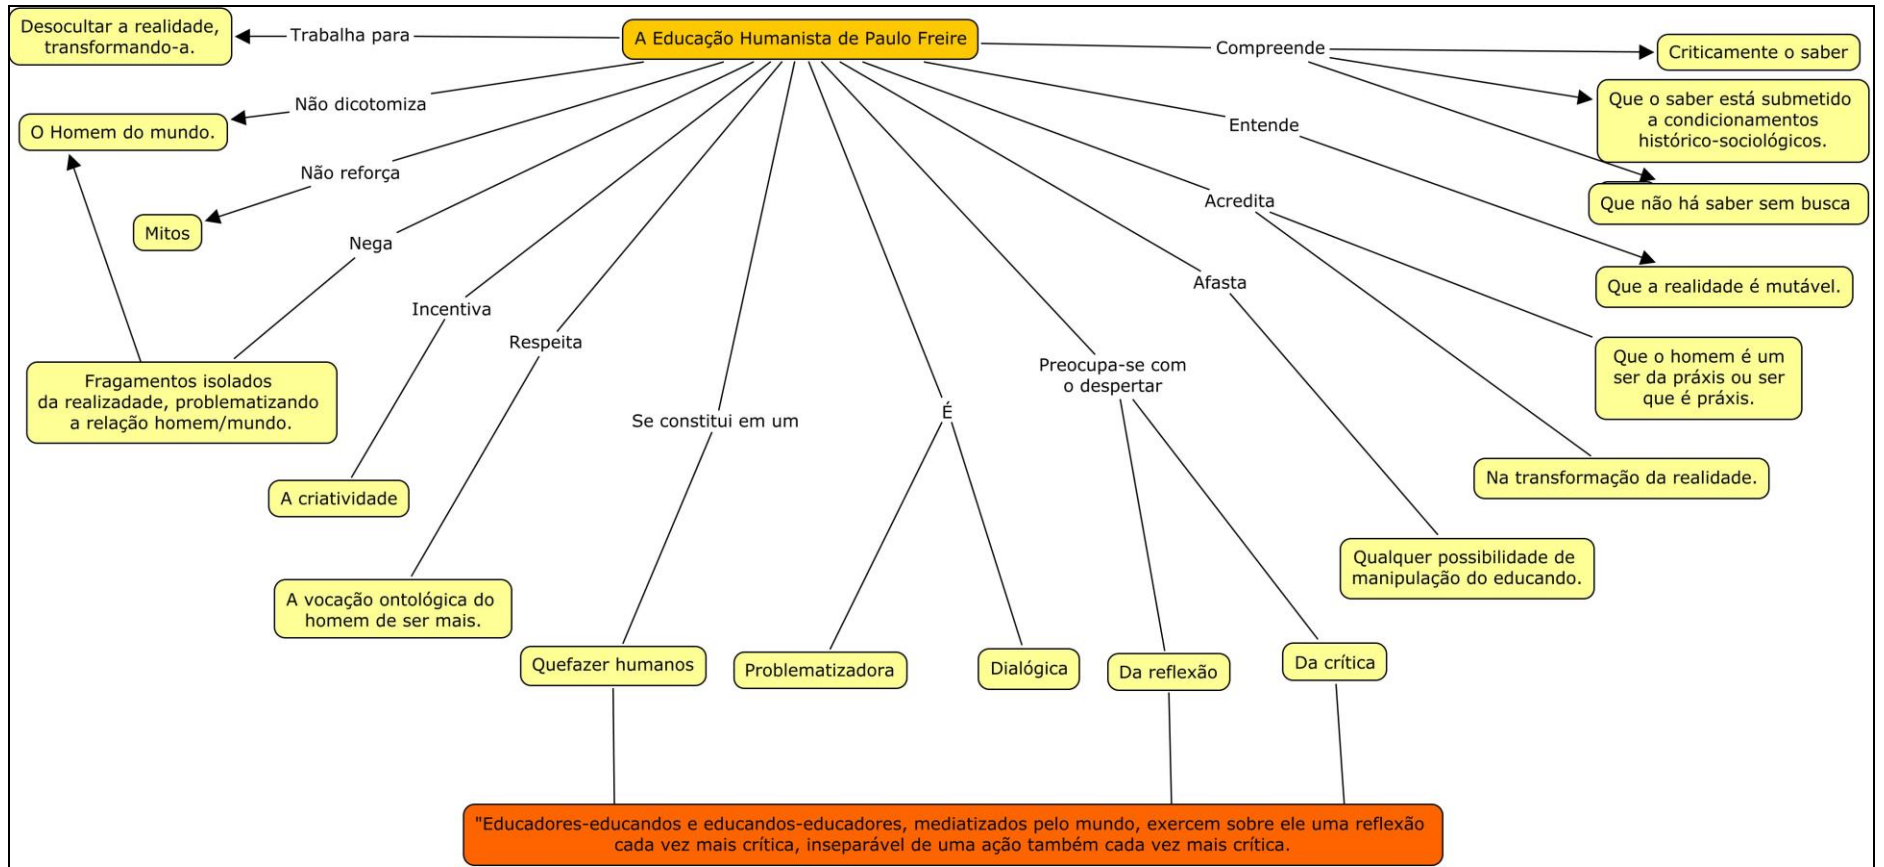 Desocultar a realidade,
transformando-a.
Trabalha para
A Educação Humanista de Paulo Freire
Compreende
Criticamente o saber
Que o saber está submetido
a condicionamentos
histórico-sociológicos.
Que não há saber sem busca
Não dicotomiza
O Homem do mundo.
Entende
Que a realidade é mutável.
Não reforça
Mitos
Acredita
Que o homem é um
ser da práxis ou ser
que é práxis.
Na transformação da realidade.
Nega
Fragamentos isolados
da realizadade, problematizando
a relação homem/mundo.
Afasta
Qualquer possibilidade de
manipulação do educando.
Incentiva
A criatividade
Respeita
A vocação ontológica do
homem de ser mais.
Se constitui em um
Quefazer humanos
É
Problematizadora
Dialógica
Preocupa-se com
o despertar
Da reflexão
Da crítica
"Educadores-educandos e educandos-educadores, mediatizados pelo mundo, exercem sobre ele uma reflexão
cada vez mais crítica, inseparável de uma ação também cada vez mais crítica.